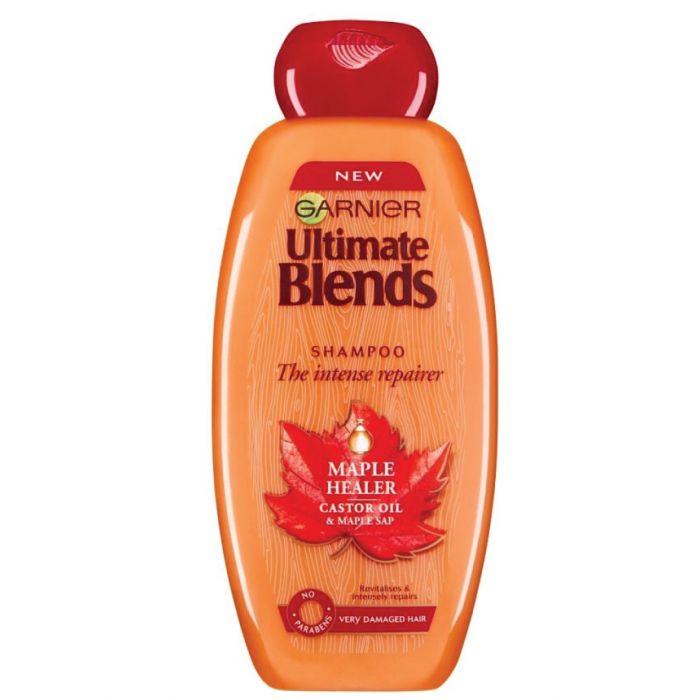 NEW
GARNIER
Ultimate
Blends
SHAMPOO
The intense repairer
MAPLE
HEALER
CASTOR OIL
& MAPLE SAP
Revitalises &
intensely repairs
NO
PARABENS
VERY DAMAGED HAIR